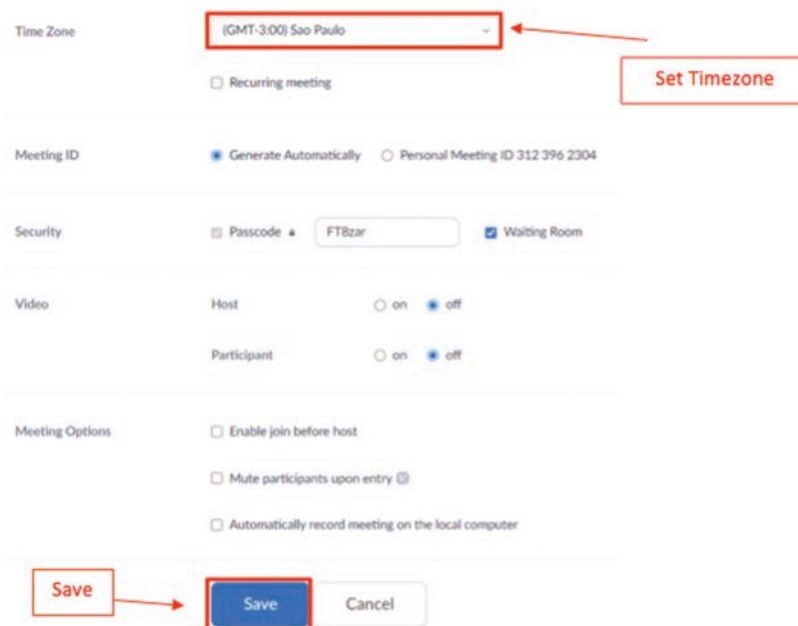 Time Zone (GMT-3:00) Sao Paulo
Recurring meeting
Set Timezone
Meeting ID Generate Automatically Personal Meeting ID 312 396 2304
Security Passcode FT8zar Waiting Room
Video Host on off
Participant on off
Meeting Options Enable join before host
Mute participants upon entry
Automatically record meeting on the local computer
Save
Save Cancel